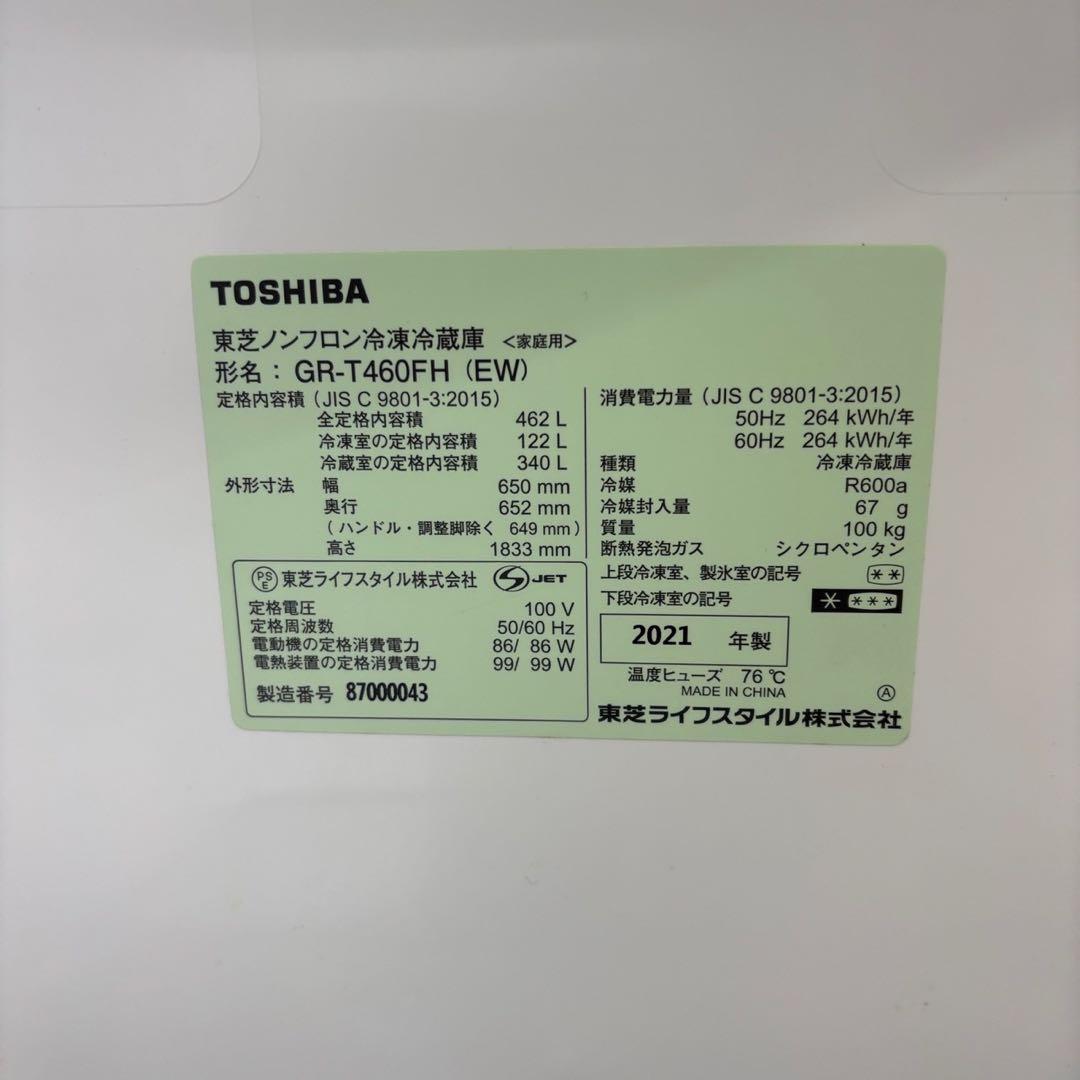 TOSHIBA
東芝ノンフロン冷凍冷蔵庫 <家庭用>
形名: GR-T460FH (EW)
定格内容積 (JIS C 9801-3:2015)
全定格内容積 462 L
冷凍室の定格内容積 122 L
冷蔵室の定格内容積 340 L
外形寸法 幅 650 mm
奥行 652 mm
(ハンドル・調整脚除く 649 mm)
高さ 1833 mm
PS E 東芝ライフスタイル株式会社 S JET
定格電圧 100 V
定格周波数 50/60 Hz
電動機の定格消費電力 86/ 86 W
電熱装置の定格消費電力 99/ 99 W
製造番号 87000043
消費電力量 (JIS C 9801-3:2015)
50Hz 264 kWh/年
60Hz 264 kWh/年
種類 冷凍冷蔵庫
冷媒 R600a
冷媒封入量 67 g
質量 100 kg
断熱発泡ガス シクロペンタン
上段冷凍室、製氷室の記号 **
下段冷凍室の記号 * ***
2021 年製
温度ヒューズ 76℃
MADE IN CHINA Ⓐ
東芝ライフスタイル株式会社